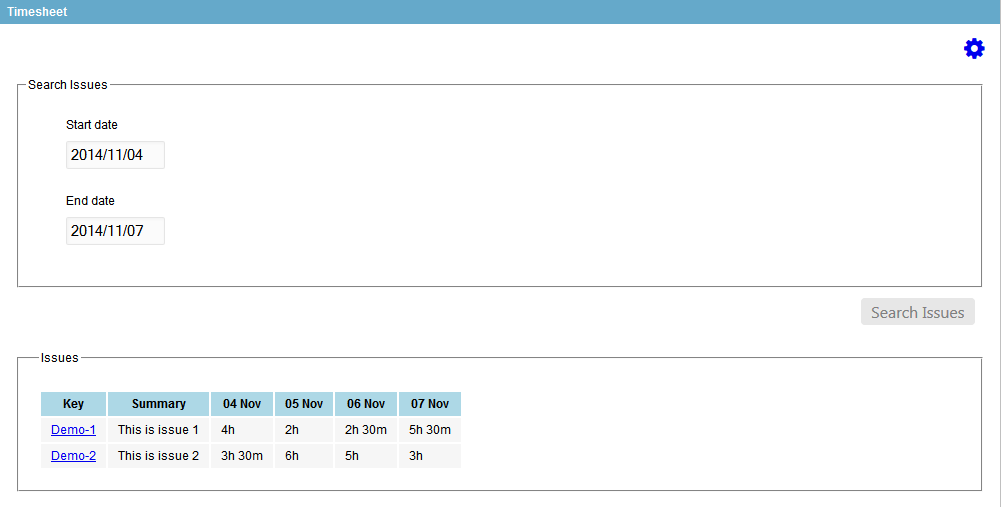 Timesheet
Search Issues
Start date
2014/11/04
End date
2014/11/07
Search Issues
Issues
Key Summary 04 Nov 05 Nov 06 Nov 07 Nov
Demo-1 This is issue 1 4h 2h 2h 30m 5h 30m
Demo-2 This is issue 2 3h 30m 6h 5h 3h